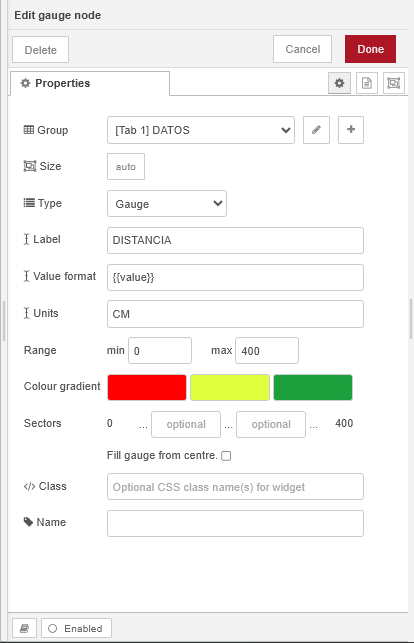 Edit gauge node
Delete Cancel Done
Properties
Group [Tab 1] DATOS
Size auto
Type Gauge
Label DISTANCIA
Value format {{value}}
Units CM
Range min 0 max 400
Colour gradient
Sectors 0 ... optional ... optional ... 400
Fill gauge from centre.
</> Class Optional CSS class name(s) for widget
Name
Enabled